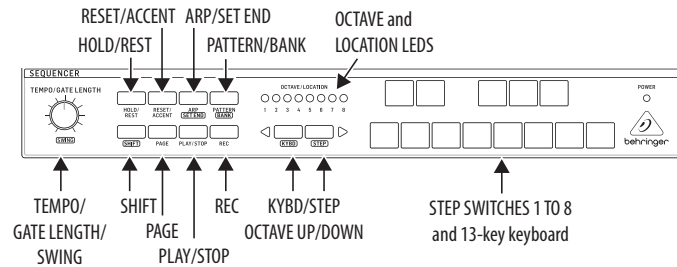 RESET/ACCENT ARP/SET END OCTAVE and
HOLD/REST PATTERN/BANK LOCATION LEDS
SEQUENCER
TEMPO/GATE LENGTH
OCTAVE/LOCATION
POWER
HOLD/
REST
RESET/
ACCENT
ARP
SET END
PATTERN
BANK
1 2 3 4 5 6 7 8
SWING
SHIFT PAGE PLAY/STOP REC
KYBD STEP
behringer
TEMPO/
GATE LENGTH/
SWING
SHIFT
PAGE
PLAY/STOP
REC
KYBD/STEP
OCTAVE UP/DOWN
STEP SWITCHES 1 TO 8
and 13-key keyboard